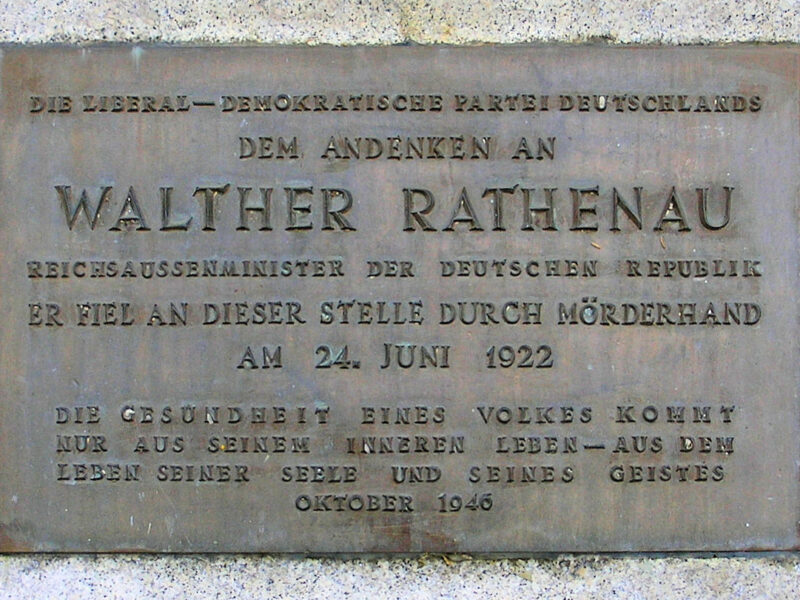 DIE LIBERAL—DEMOKRATISCHE PARTEI DEUTSCHLANDS
DEM ANDENKEN AN
WALTHER RATHENAU
REICHSAUSSENMINISTER DER DEUTSCHEN REPUBLIK
ER FIEL AN DIESER STELLE DURCH MÖRDERHAND
AM 24. JUNI 1922
DIE GESUNDHEIT EINES VOLKES KOMMT
NUR AUS SEINEM INNEREN LEBEN—AUS DEM
LEBEN SEINER SEELE UND SEINES GEISTES
OKTOBER 1946